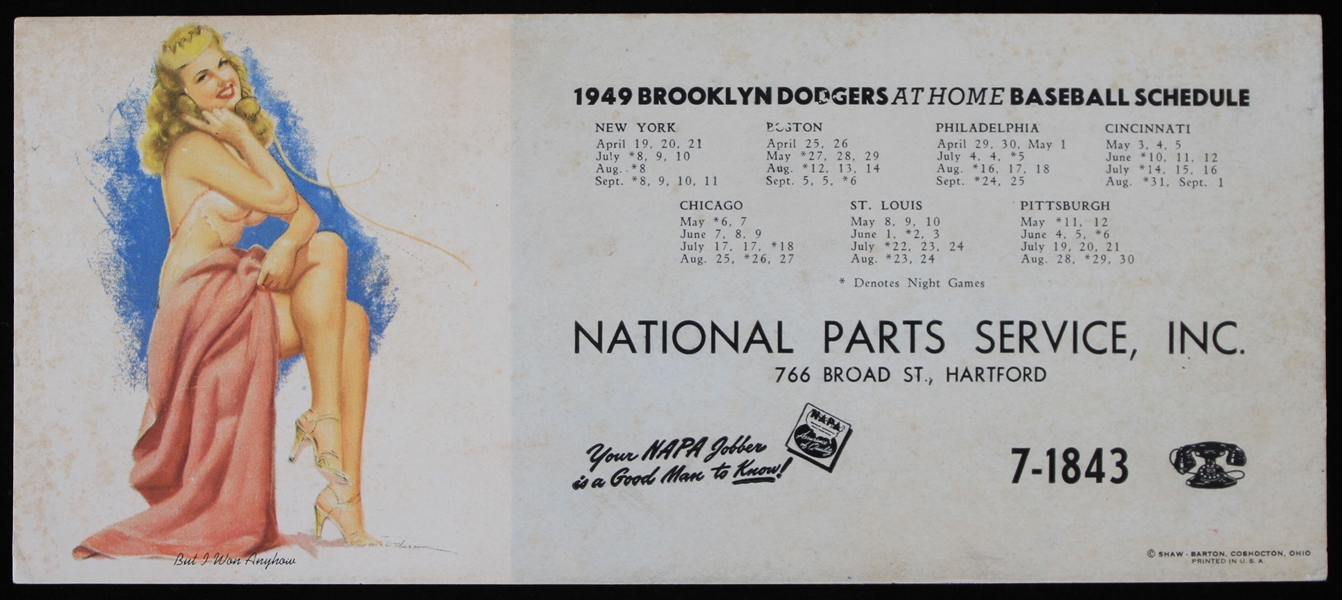 1949 BROOKLYN DODGERS AT HOME BASEBALL SCHEDULE
NEW YORK
April 19, 20, 21
July *8, 9, 10
Aug. *8
Sept. *8, 9, 10, 11
BOSTON
April 25, 26
May *27, 28, 29
Aug. *12, 13, 14
Sept. 5, 5, *6
PHILADELPHIA
April 29, 30, May 1
July 4, 4, *5
Aug. *16, 17, 18
Sept. *24, 25
CINCINNATI
May 3, 4, 5
June *10, 11, 12
July *14, 15, 16
Aug. *31, Sept. 1
CHICAGO
May *6, 7
June 7, 8, 9
July 17, 17, *18
Aug. 25, *26, 27
ST. LOUIS
May 8, 9, 10
June 1, *2, 3
July *22, 23, 24
Aug. *23, 24
PITTSBURGH
May *11, 12
June 4, 5, *6
July 19, 20, 21
Aug. 28, *29, 30
* Denotes Night Games
NATIONAL PARTS SERVICE, INC.
766 BROAD ST., HARTFORD
Your NAPA Jobber
is a Good Man to Know!
NAPA
7-1843
But I Won Anyhow
© SHAW - BARTON, COSHOCTON, OHIO
PRINTED IN U. S. A.